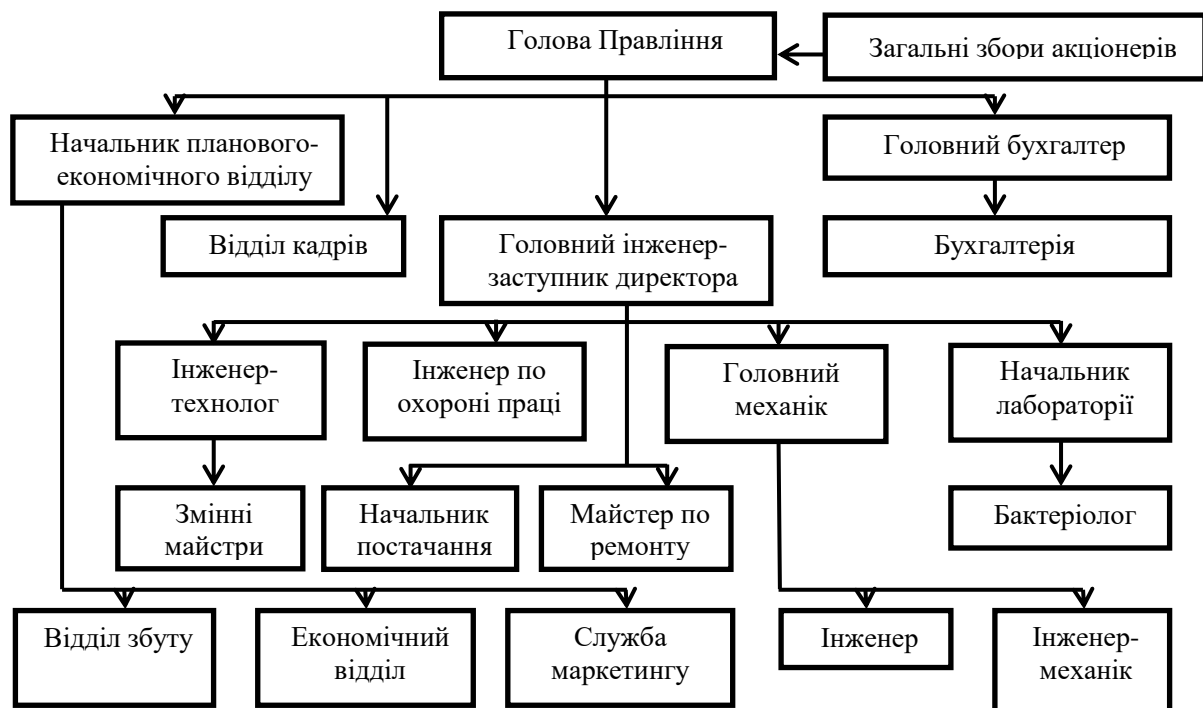 Голова Правління
Загальні збори акціонерів
Начальник планового-
економічного відділу
Головний бухгалтер
Відділ кадрів
Головний інженер-
заступник директора
Бухгалтерія
Інженер-
технолог
Інженер по
охороні праці
Головний
механік
Начальник
лабораторії
Змінні
майстри
Начальник
постачання
Майстер по
ремонту
Бактеріолог
Відділ збуту
Економічний
відділ
Служба
маркетингу
Інженер
Інженер-
механік